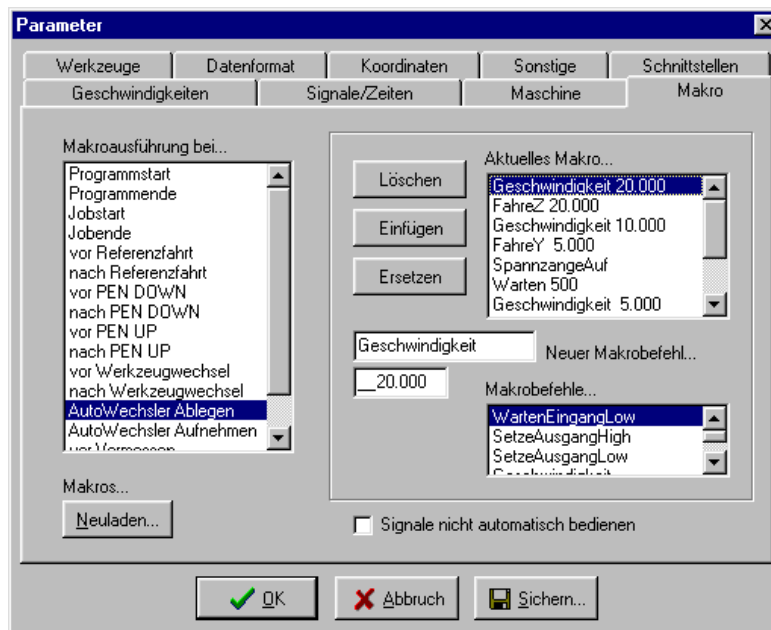 Parameter
Werkzeuge Datenformat Koordinaten Sonstige Schnittstellen
Geschwindigkeiten Signale/Zeiten Maschine Makro
Makroausführung bei...
Programmstart
Programmende
Jobstart
Jobende
vor Referenzfahrt
nach Referenzfahrt
vor PEN DOWN
nach PEN DOWN
vor PEN UP
nach PEN UP
vor Werkzeugwechsel
nach Werkzeugwechsel
AutoWechsler Ablegen
AutoWechsler Aufnehmen
vor Vermessen
Makros...
Neuladen...
Löschen
Einfügen
Ersetzen
Aktuelles Makro...
Geschwindigkeit 20.000
FahreZ 20.000
Geschwindigkeit 10.000
FahreY 5.000
SpannzangeAuf
Warten 500
Geschwindigkeit 5.000
Geschwindigkeit
Neuer Makrobefehl...
__20.000
Makrobefehle...
WartenEingangLow
SetzeAusgangHigh
SetzeAusgangLow
Geschwindigkeit
Signale nicht automatisch bedienen
OK Abbruch Sichern...